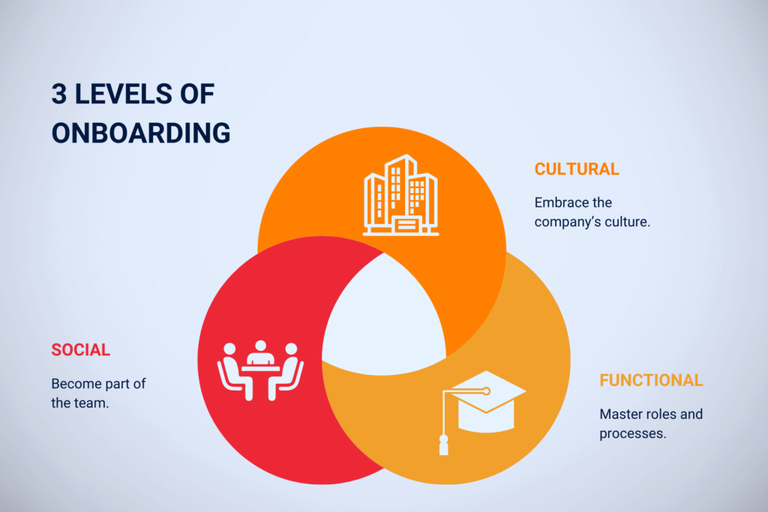 3 LEVELS OF
ONBOARDING
CULTURAL
Embrace the
company’s culture.
SOCIAL
Become part of
the team.
FUNCTIONAL
Master roles and
processes.